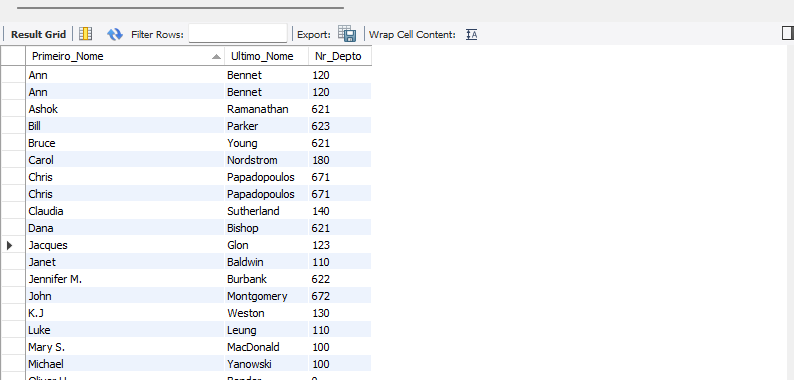 Result Grid Filter Rows: Export: Wrap Cell Content:
Primeiro_Nome Ultimo_Nome Nr_Depto
Ann Bennet 120
Ann Bennet 120
Ashok Ramanathan 621
Bill Parker 623
Bruce Young 621
Carol Nordstrom 180
Chris Papadopoulos 671
Chris Papadopoulos 671
Claudia Sutherland 140
Dana Bishop 621
Jacques Glon 123
Janet Baldwin 110
Jennifer M. Burbank 622
John Montgomery 672
K.J Weston 130
Luke Leung 110
Mary S. MacDonald 100
Michael Yanowski 100